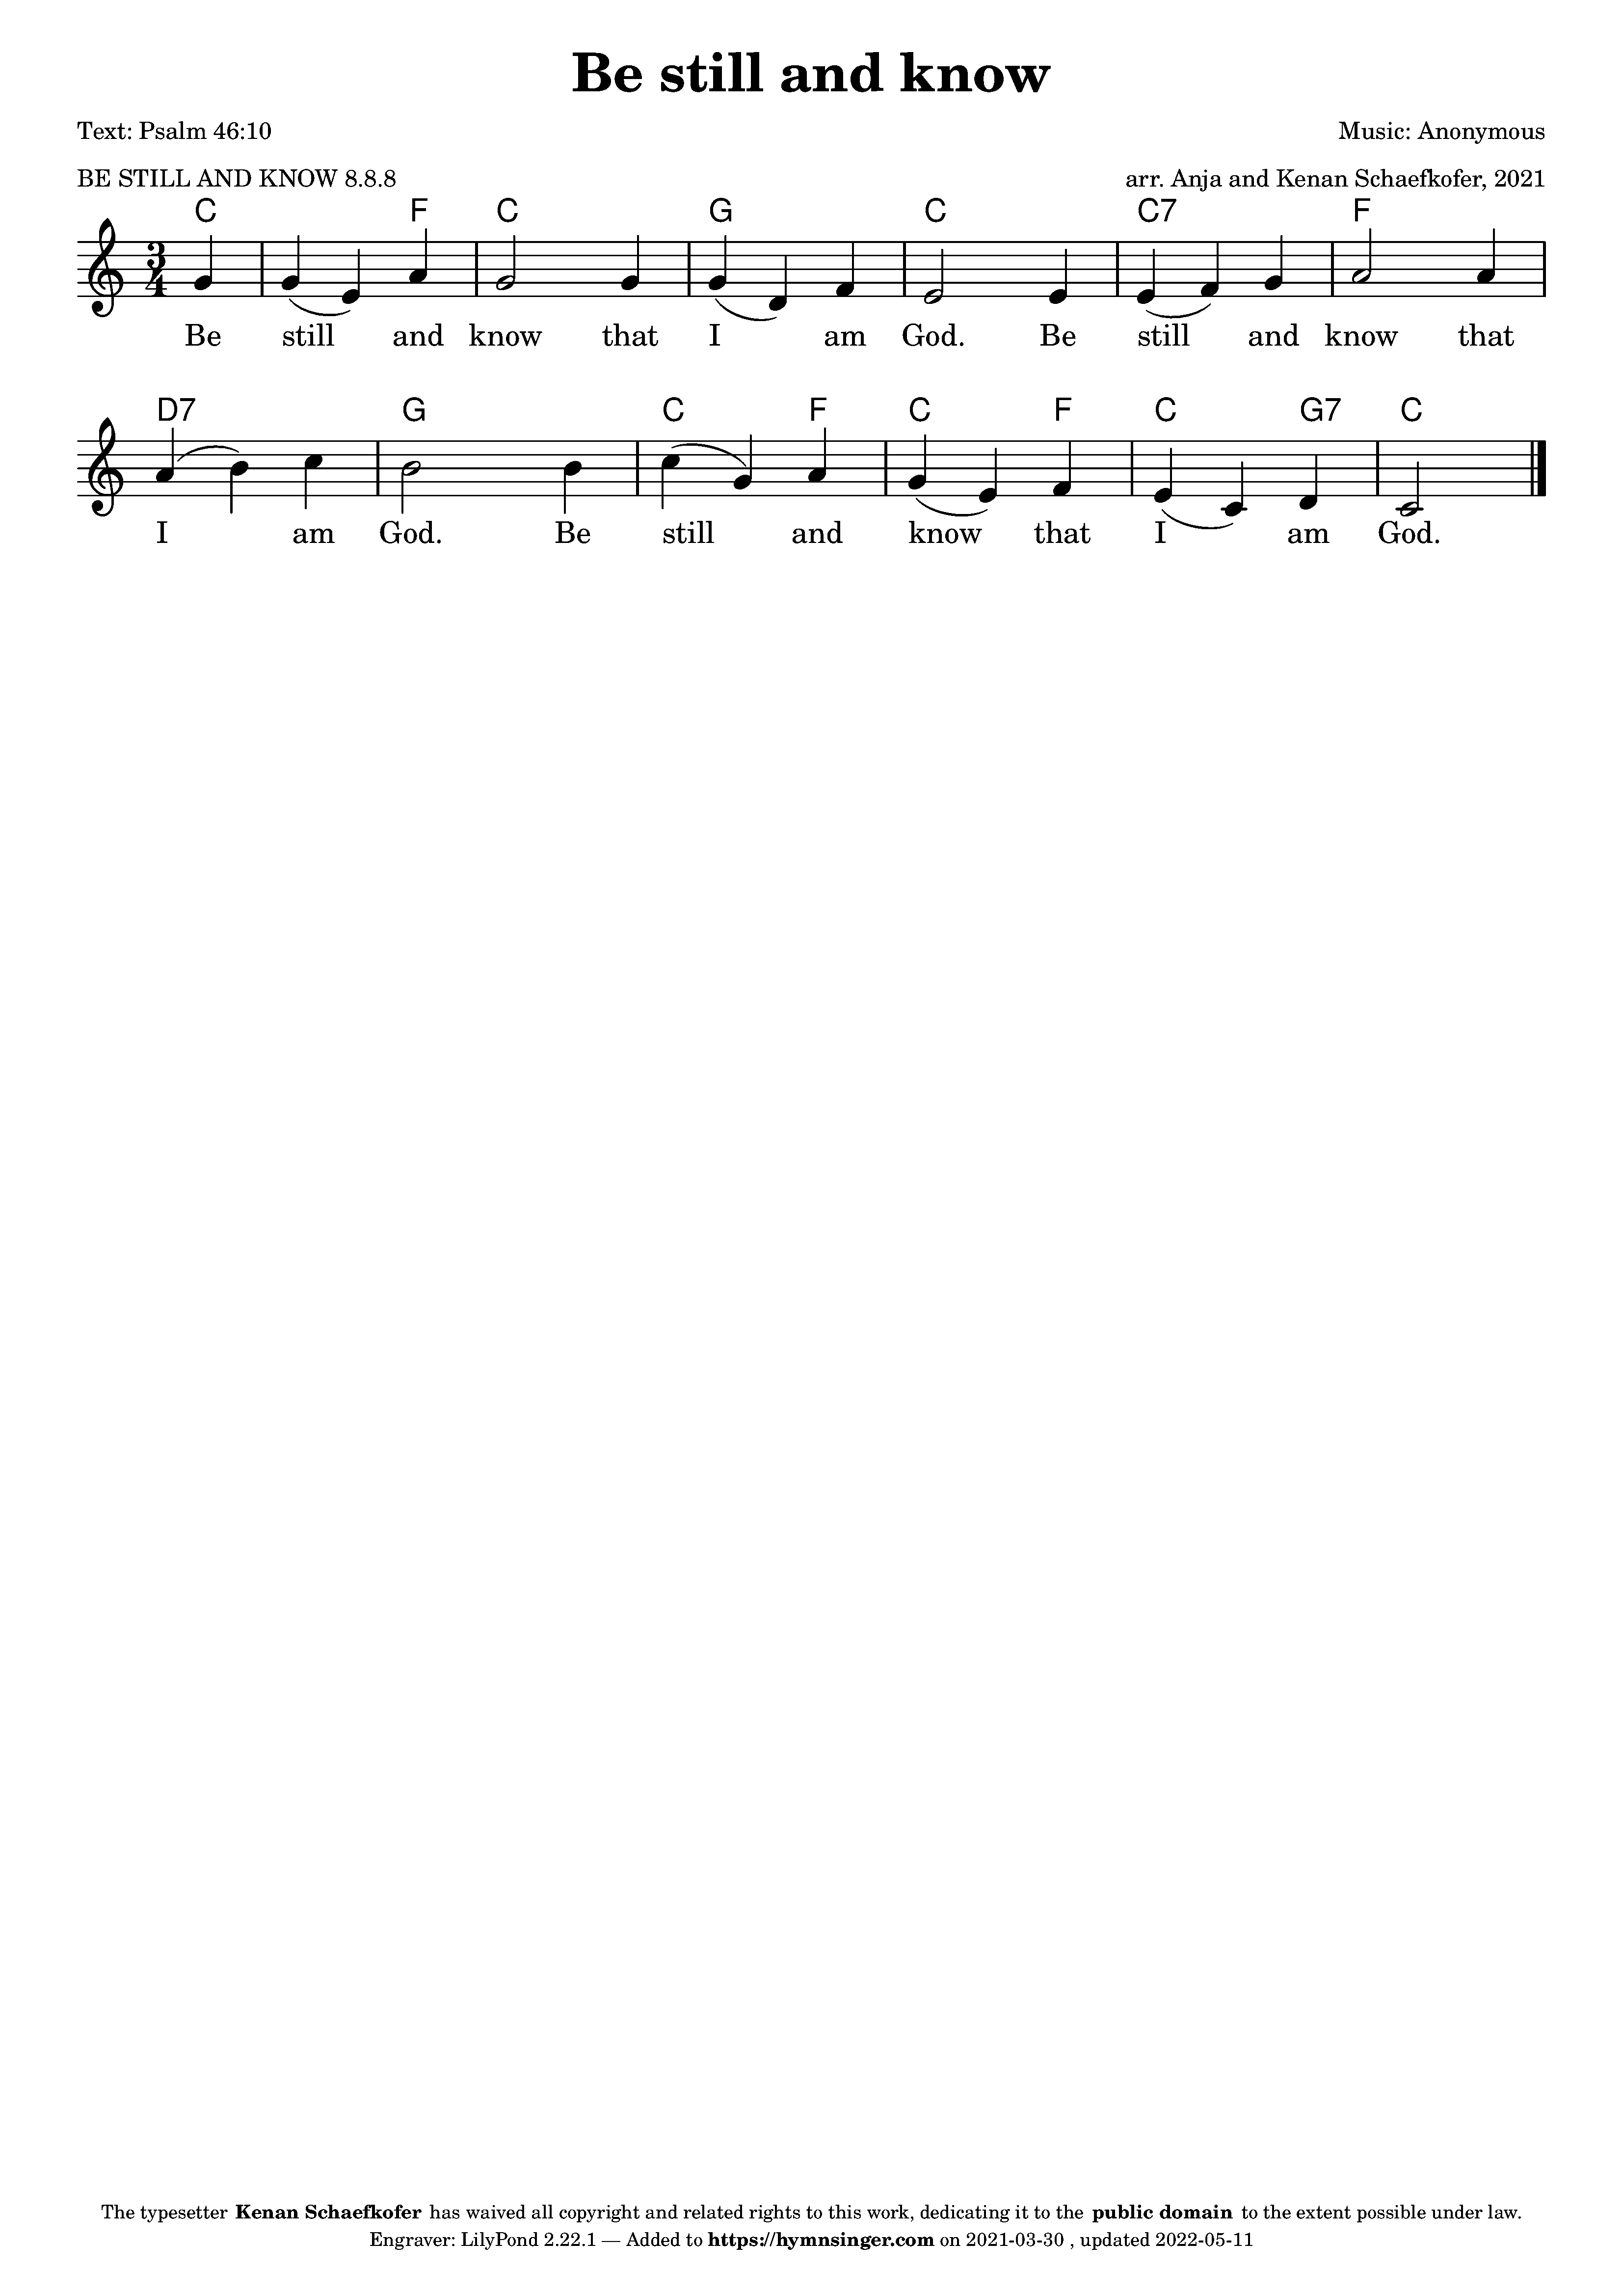 Be still and know
Text: Psalm 46:10 Music: Anonymous
BE STILL AND KNOW 8.8.8 arr. Anja and Kenan Schaefkofer, 2021
C F C G C C7 F
3
4
Be still and know that I am God. Be still and know that
D7 G C F C F C G7 C
I am God. Be still and know that I am God.
The typesetter Kenan Schaefkofer has waived all copyright and related rights to this work, dedicating it to the public domain to the extent possible under law.
Engraver: LilyPond 2.22.1 — Added to https://hymnsinger.com on 2021-03-30 , updated 2022-05-11